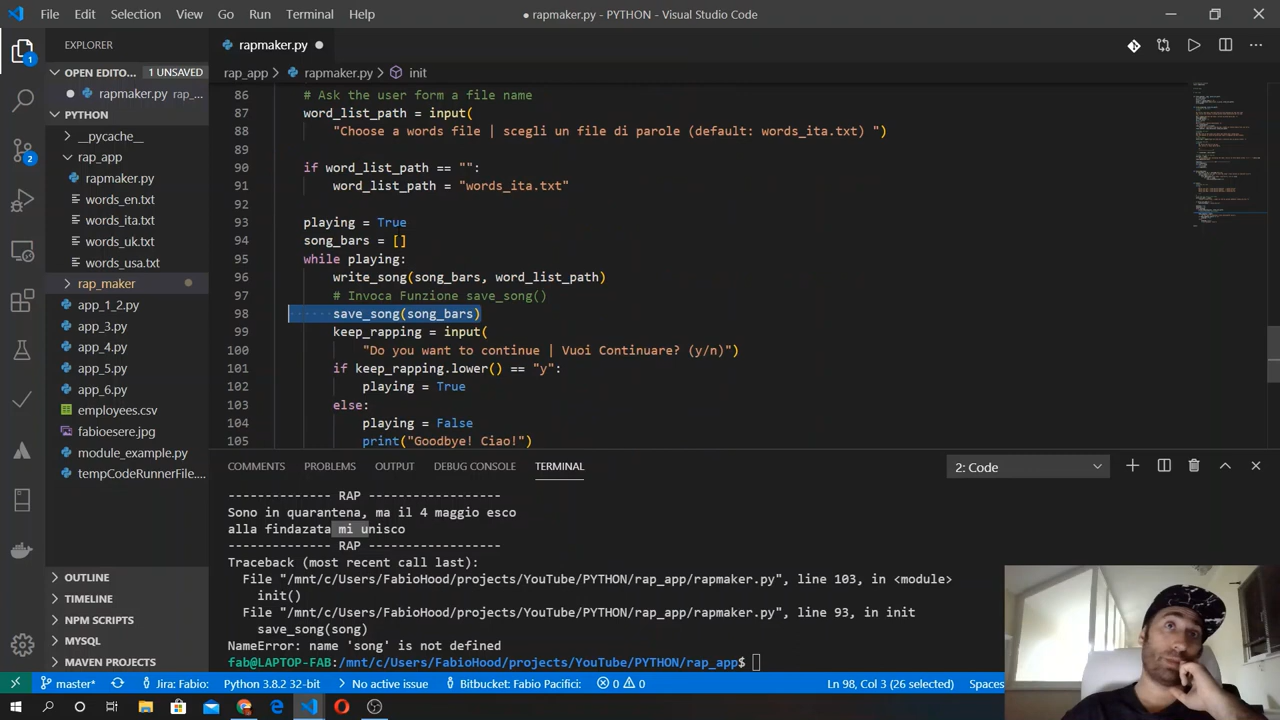 File Edit Selection View Go Run Terminal Help
● rapmaker.py - PYTHON - Visual Studio Code
EXPLORER
OPEN EDITO... 1 UNSAVED
rapmaker.py rap_...
PYTHON
__pycache__
rap_app
rapmaker.py
words_en.txt
words_ita.txt
words_uk.txt
words_usa.txt
rap_maker
app_1_2.py
app_3.py
app_4.py
app_5.py
app_6.py
employees.csv
fabioesere.jpg
module_example.py
tempCodeRunnerFile....
OUTLINE
TIMELINE
NPM SCRIPTS
MYSQL
MAVEN PROJECTS
1
2
rapmaker.py
rap_app > rapmaker.py > init
86 # Ask the user form a file name
87 word_list_path = input(
88 "Choose a words file | scegli un file di parole (default: words_ita.txt) ")
89
90 if word_list_path == "":
91 word_list_path = "words_ita.txt"
92
93 playing = True
94 song_bars = []
95 while playing:
96 write_song(song_bars, word_list_path)
97 # Invoca Funzione save_song()
98 save_song(song_bars)
99 keep_rapping = input(
100 "Do you want to continue | Vuoi Continuare? (y/n)")
101 if keep_rapping.lower() == "y":
102 playing = True
103 else:
104 playing = False
105 print("Goodbye! Ciao!")
COMMENTS PROBLEMS OUTPUT DEBUG CONSOLE TERMINAL 2: Code
-------------- RAP ------------------
Sono in quarantena, ma il 4 maggio esco
alla findazata mi unisco
-------------- RAP ------------------
Traceback (most recent call last):
File "/mnt/c/Users/FabioHood/projects/YouTube/PYTHON/rap_app/rapmaker.py", line 103, in <module>
init()
File "/mnt/c/Users/FabioHood/projects/YouTube/PYTHON/rap_app/rapmaker.py", line 93, in init
save_song(song)
NameError: name 'song' is not defined
fab@LAPTOP-FAB:/mnt/c/Users/FabioHood/projects/YouTube/PYTHON/rap_app$
master* Jira: Fabio: Python 3.8.2 32-bit No active issue Bitbucket: Fabio Pacifici: 0 0 Ln 98, Col 3 (26 selected) Spaces